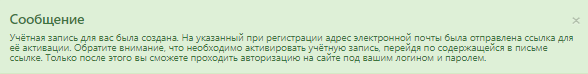 Сообщение
Учётная запись для вас была создана. На указанный при регистрации адрес электронной почты была отправлена ссылка для
её активации. Обратите внимание, что необходимо активировать учётную запись, перейдя по содержащейся в письме
ссылке. Только после этого вы сможете проходить авторизацию на сайте под вашим логином и паролем.